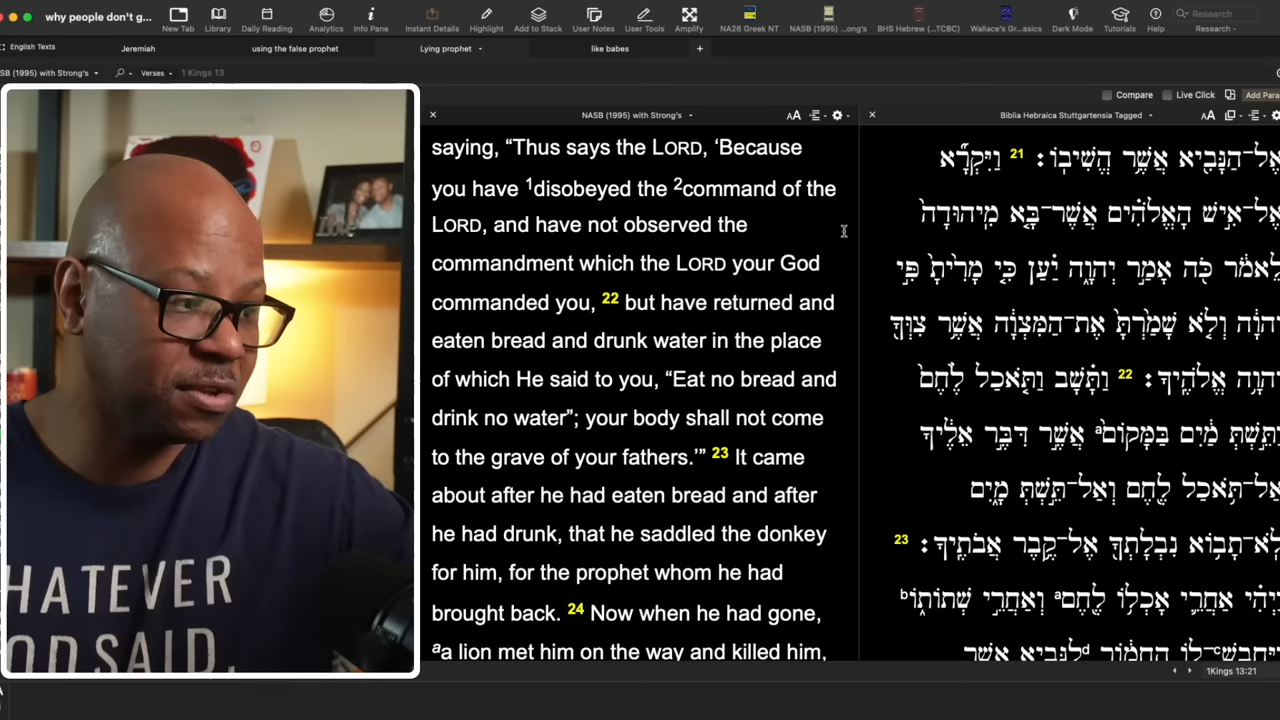 why people don't g...
New Tab
Library
Daily Reading
Analytics
Info Pane
Instant Details
Highlight
Add to Stack
User Notes
User Tools
Amplify
NA28 Greek NT
NASB (1995)...ong's
BHS Hebrew (...TCBC)
Wallace's Gr...asics
Dark Mode
Tutorials
Help
Research
Research
English Texts
Jeremiah
using the false prophet
Lying prophet
like babes
+
SB (1995) with Strong's
Verses
1 Kings 13
Compare
Live Click
Add Para
NASB (1995) with Strong's
saying, “Thus says the LORD, ‘Because
you have 1disobeyed the 2command of the
LORD, and have not observed the
commandment which the LORD your God
commanded you, 22 but have returned and
eaten bread and drunk water in the place
of which He said to you, “Eat no bread and
drink no water”; your body shall not come
to the grave of your fathers.’” 23 It came
about after he had eaten bread and after
he had drunk, that he saddled the donkey
for him, for the prophet whom he had
brought back. 24 Now when he had gone,
aa lion met him on the way and killed him,
Biblia Hebraica Stuttgartensia Tagged
אֶל־הַנָּבִ֖יא אֲשֶׁ֥ר הֱשִׁיבֽוֹ׃ 21 וַיִּקְרָ֞א
אֶל־אִ֣ישׁ הָאֱלֹהִ֗ים אֲשֶׁר־בָּ֤א מִֽיהוּדָה֙
לֵאמֹ֔ר כֹּ֖ה אָמַ֣ר יְהוָ֑ה יַ֗עַן כִּ֤י מָרִ֙יתָ֙ פִּ֣י
יְהוָ֔ה וְלֹ֤א שָׁמַ֙רְתָּ֙ אֶת־הַמִּצְוָ֔ה אֲשֶׁ֥ר צִוְּךָ֖
יְהוָ֥ה אֱלֹהֶֽיךָ׃ 22 וַתָּ֗שָׁב וַתֹּ֤אכַל לֶ֙חֶם֙
וַתֵּ֣שְׁתְּ מַ֔יִם בַּמָּקוֹם֙a אֲשֶׁ֣ר דִּבֶּ֣ר אֵלֶ֔יךָ
אַל־תֹּ֥אכַל לֶ֖חֶם וְאַל־תֵּ֣שְׁתְּ מָ֑יִם
לֹֽא־תָב֥וֹא נִבְלָתְךָ֖ אֶל־קֶ֥בֶר אֲבֹתֶֽיךָ׃ 23
וַיְהִ֗י אַחֲרֵ֛י אָכְל֥וֹ לֶ֖חֶםa וְאַחֲרֵ֣י שְׁתוֹת֑וֹb
וַיַּחֲבָשׁc־ל֣וֹ הַחֲמ֔וֹר לַנָּבִ֖יאd אֲשֶׁ֥ר
1Kings 13:21
HATEVER
OD SAID.